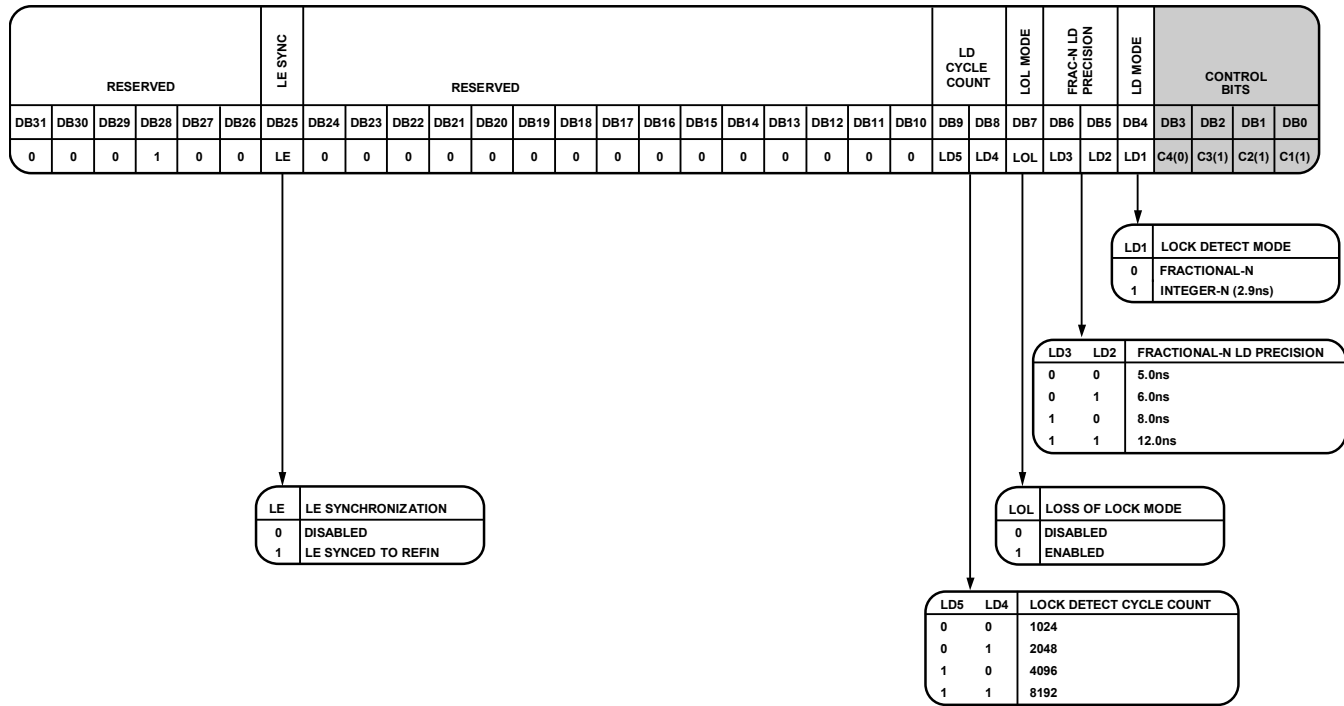 RESERVED
LE SYNC
RESERVED
LD
CYCLE
COUNT
LOL MODE
FRAC-N LD
PRECISION
LD MODE
CONTROL
BITS
DB31 DB30 DB29 DB28 DB27 DB26 DB25 DB24 DB23 DB22 DB21 DB20 DB19 DB18 DB17 DB16 DB15 DB14 DB13 DB12 DB11 DB10 DB9 DB8 DB7 DB6 DB5 DB4 DB3 DB2 DB1 DB0
0 0 0 1 0 0 LE 0 0 0 0 0 0 0 0 0 0 0 0 0 0 0 LD5 LD4 LOL LD3 LD2 LD1 C4(0) C3(1) C2(1) C1(1)
LD1 LOCK DETECT MODE
0 FRACTIONAL-N
1 INTEGER-N (2.9ns)
LD3 LD2 FRACTIONAL-N LD PRECISION
0 0 5.0ns
0 1 6.0ns
1 0 8.0ns
1 1 12.0ns
LE LE SYNCHRONIZATION
0 DISABLED
1 LE SYNCED TO REFIN
LOL LOSS OF LOCK MODE
0 DISABLED
1 ENABLED
LD5 LD4 LOCK DETECT CYCLE COUNT
0 0 1024
0 1 2048
1 0 4096
1 1 8192